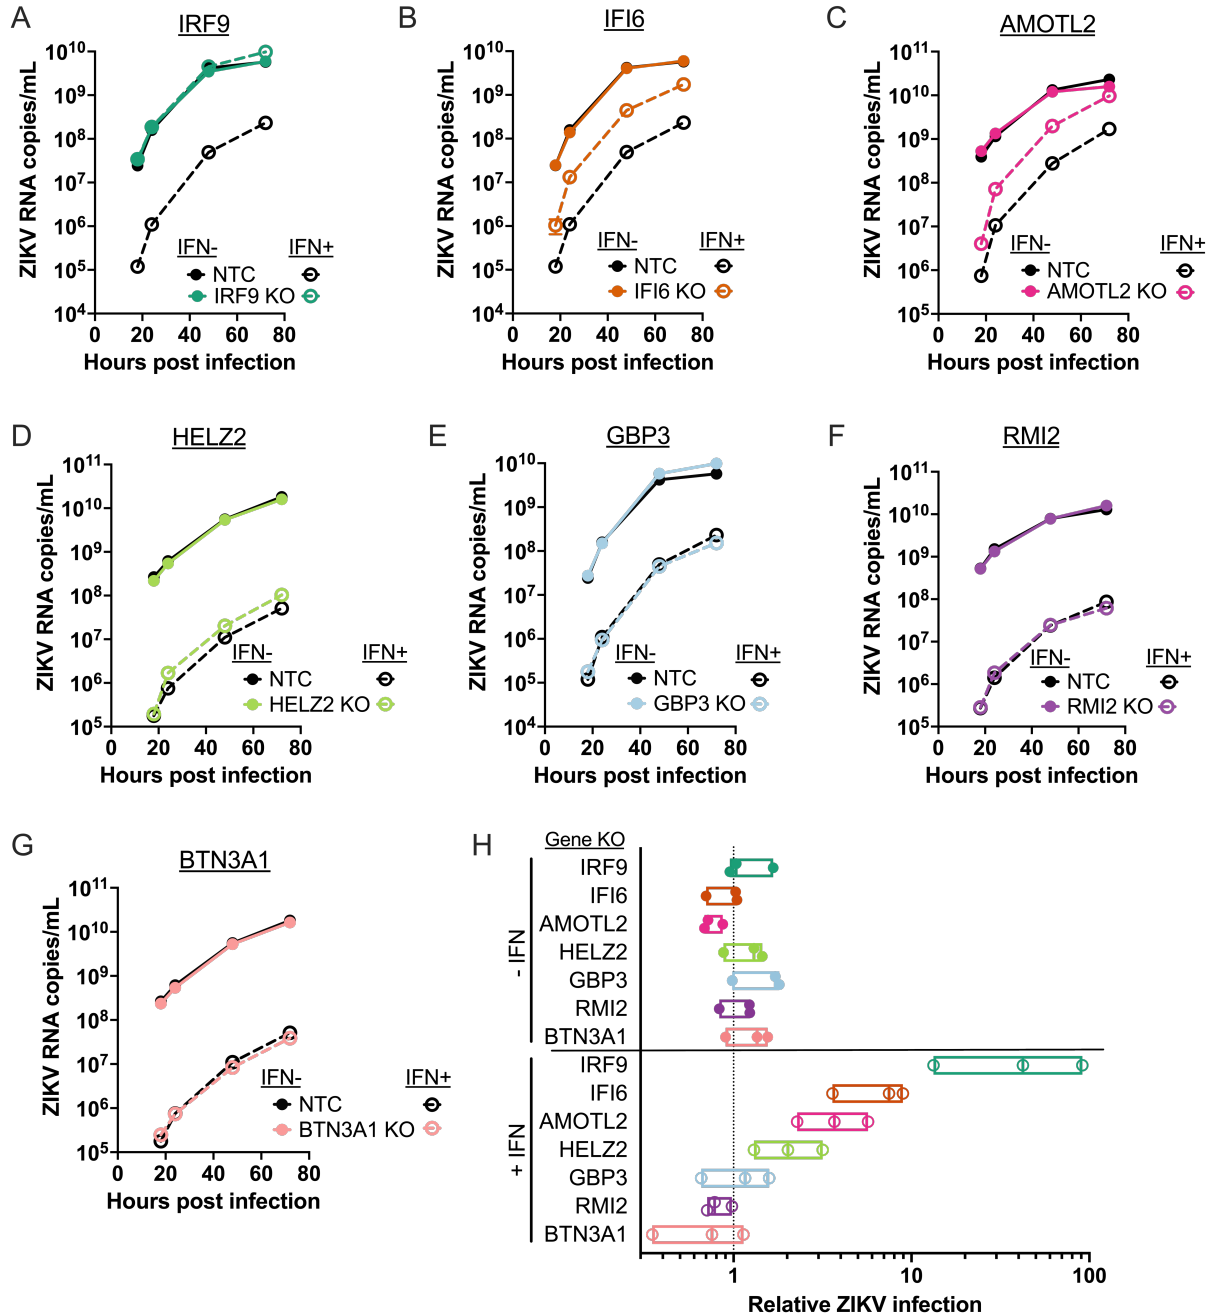 A
IRF9
ZIKV RNA copies/mL
10^10
10^9
10^8
10^7
10^6
10^5
10^4
IFN-
IFN+
NTC
IRF9 KO
0 20 40 60 80
Hours post infection
B
IFI6
ZIKV RNA copies/mL
10^10
10^9
10^8
10^7
10^6
10^5
10^4
IFN-
IFN+
NTC
IFI6 KO
0 20 40 60 80
Hours post infection
C
AMOTL2
ZIKV RNA copies/mL
10^11
10^10
10^9
10^8
10^7
10^6
10^5
IFN-
IFN+
NTC
AMOTL2 KO
0 20 40 60 80
Hours post infection
D
HELZ2
ZIKV RNA copies/mL
10^11
10^10
10^9
10^8
10^7
10^6
10^5
IFN-
IFN+
NTC
HELZ2 KO
0 20 40 60 80
Hours post infection
E
GBP3
ZIKV RNA copies/mL
10^10
10^9
10^8
10^7
10^6
10^5
10^4
IFN-
IFN+
NTC
GBP3 KO
0 20 40 60 80
Hours post infection
F
RMI2
ZIKV RNA copies/mL
10^11
10^10
10^9
10^8
10^7
10^6
10^5
IFN-
IFN+
NTC
RMI2 KO
0 20 40 60 80
Hours post infection
G
BTN3A1
ZIKV RNA copies/mL
10^11
10^10
10^9
10^8
10^7
10^6
10^5
IFN-
IFN+
NTC
BTN3A1 KO
0 20 40 60 80
Hours post infection
H
Gene KO
- IFN
IRF9
IFI6
AMOTL2
HELZ2
GBP3
RMI2
BTN3A1
+ IFN
IRF9
IFI6
AMOTL2
HELZ2
GBP3
RMI2
BTN3A1
1 10 100
Relative ZIKV infection